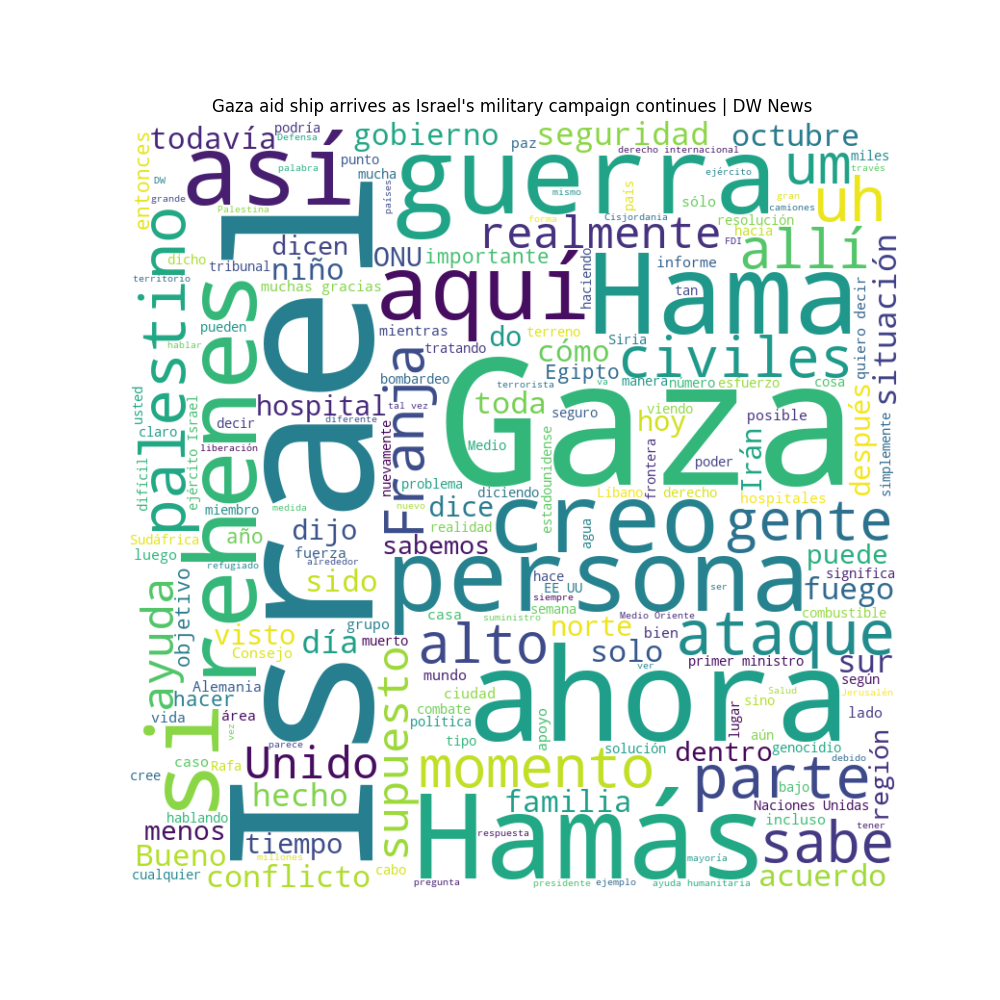 Gaza aid ship arrives as Israel's military campaign continues | DW News
todavía
podría
Defensa
gobierno
paz
seguridad
derecho internacional
octubre
entonces
DW
palabra
así
punto
mucha
guerra
ejército
um
miles
través
grande
Palestina
países
mismo
país
sólo
camiones
gran
uh
dicho
tribunal
dicen
niño
ONU
importante
realmente
forma
Cisjordania
resolución
hacia
FDI
allí
territorio
palestino
muchas gracias
aquí
haciendo
Hama
informe
tan
situación
pueden
hablar
rehenes
Israel
mientras
tratando
do
terreno
cómo
Siria
civiles
quiero decir
bombardeo
Egipto
manera
número
esfuerzo
cosa
usted
claro
difícil
ejército Israel
decir
hospital
diferente
tal vez
Franja
Gaza
terrorista
va
toda
seguro
viendo
hoy
posible
después
simplemente
liberación
nuevamente
Medio
estadounidense
frontera
poder
Irán
miembro
medida
problema
diciendo
nuevo
Líbano
derecho
hospitales
Sudáfrica
año
dijo
dice
realidad
creo
agua
gente
luego
refugiado
fuerza
alrededor
sabemos
puede
significa
ayuda
objetivo
sido
hace
EE UU
siempre
persona
ser
fuego
si
visto
Consejo
día
grupo
muerto
casa
suministro
semana
Medio Oriente
norte
bien
ataque
combustible
Alemania
hacer
vida
área
vez
supuesto
alto
mundo
solo
ver
primer ministro
sur
según
Salud
Jerusalén
ciudad
combate
política
apoyo
ahora
lugar
sino
aún
lado
parece
cree
caso
Rafa
Unido
tipo
solución
dentro
genocidio
debido
región
hecho
momento
parte
bajo
hablando
menos
familia
Naciones Unidas
incluso
tener
tiempo
Hamás
respuesta
sabe
Bueno
millones
mayoría
cualquier
conflicto
cabo
pregunta
presidente
ejemplo
ayuda humanitaria
acuerdo